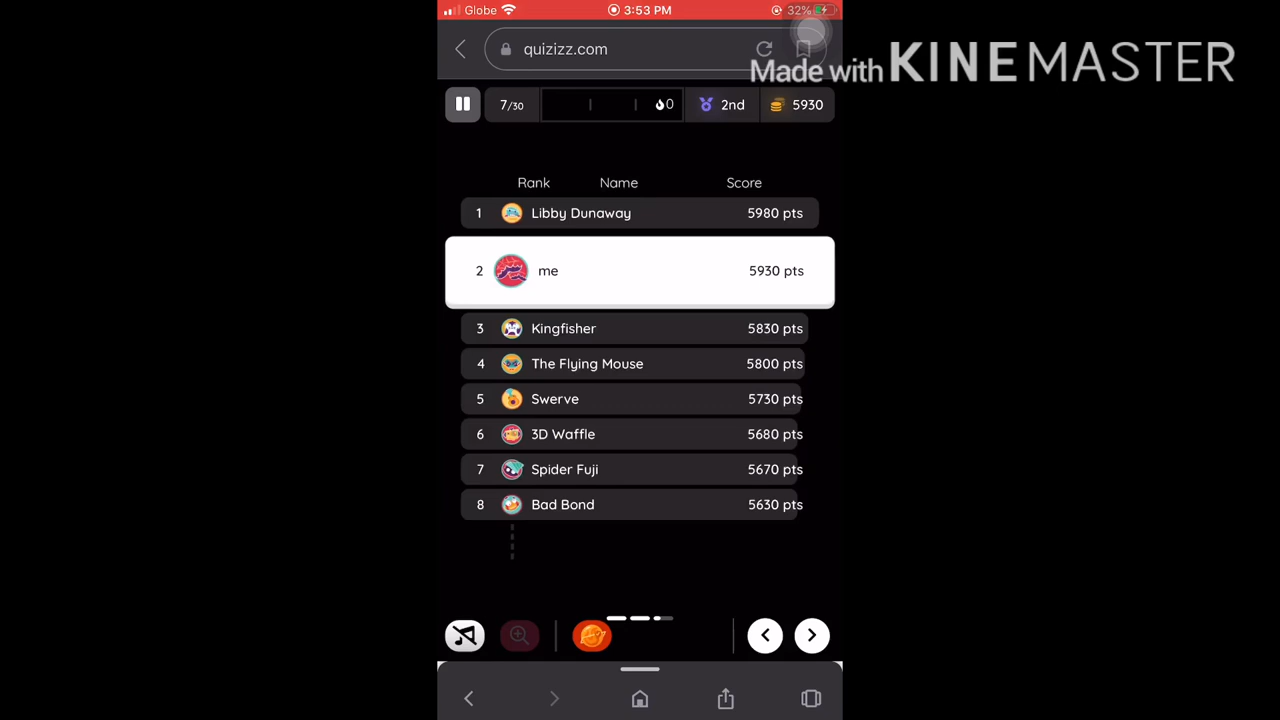 Globe 3:53 PM 32%
quizizz.com
Made with KINEMASTER
7/30 0 2nd 5930
Rank Name Score
1 Libby Dunaway 5980 pts
2 me 5930 pts
3 Kingfisher 5830 pts
4 The Flying Mouse 5800 pts
5 Swerve 5730 pts
6 3D Waffle 5680 pts
7 Spider Fuji 5670 pts
8 Bad Bond 5630 pts